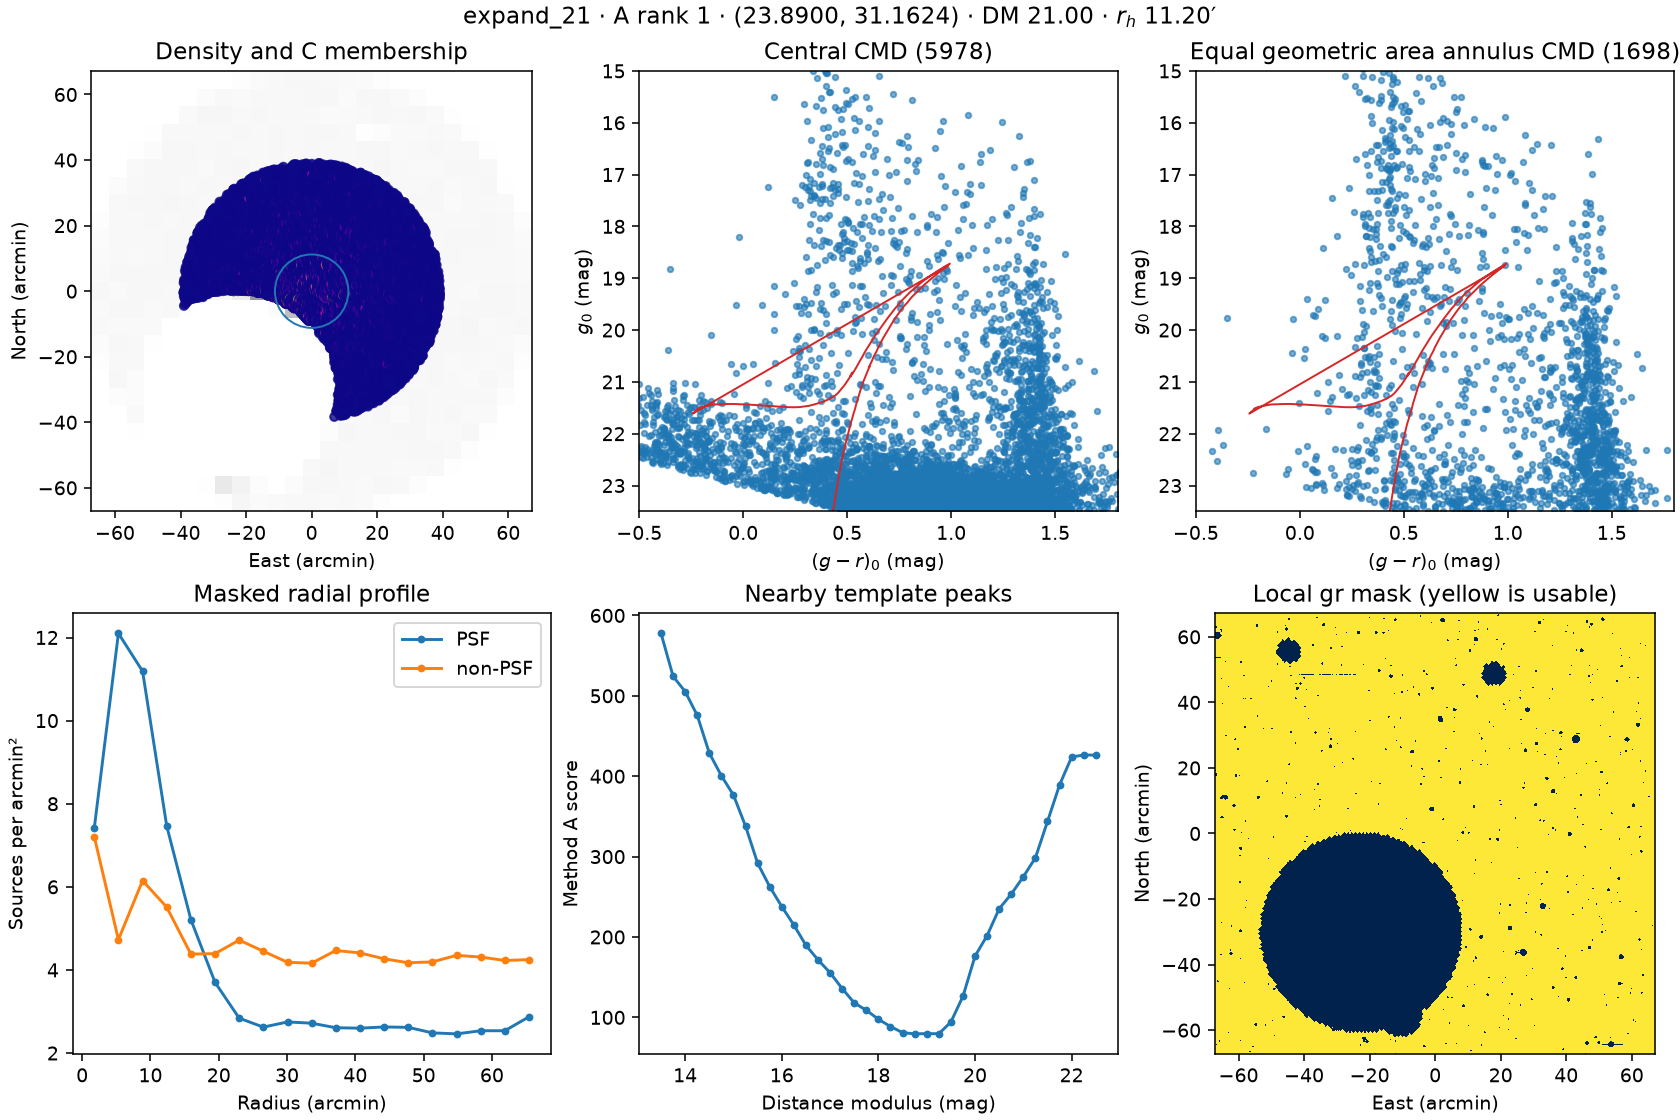 expand_21 · A rank 1 · (23.8900, 31.1624) · DM 21.00 · rₕ 11.20′
Density and C membership
60
40
20
0
−20
−40
−60
−60 −40 −20 0 20 40 60
East (arcmin)
North (arcmin)
Central CMD (5978)
15
16
17
18
19
20
21
22
23
−0.5 0.0 0.5 1.0 1.5
(g − r)₀ (mag)
g₀ (mag)
Equal geometric area annulus CMD (1698)
15
16
17
18
19
20
21
22
23
−0.5 0.0 0.5 1.0 1.5
(g − r)₀ (mag)
g₀ (mag)
Masked radial profile
PSF
non-PSF
12
10
8
6
4
2
0 10 20 30 40 50 60
Radius (arcmin)
Sources per arcmin²
Nearby template peaks
600
500
400
300
200
100
14 16 18 20 22
Distance modulus (mag)
Method A score
Local gr mask (yellow is usable)
60
40
20
0
−20
−40
−60
−60 −40 −20 0 20 40 60
East (arcmin)
North (arcmin)